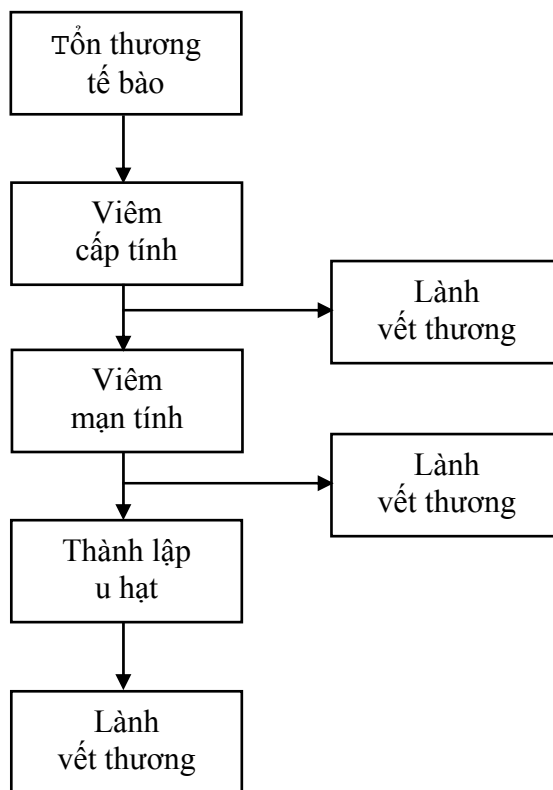 Tổn thương
tế bào
Viêm
cấp tính
Lành
vết thương
Viêm
mạn tính
Lành
vết thương
Thành lập
u hạt
Lành
vết thương